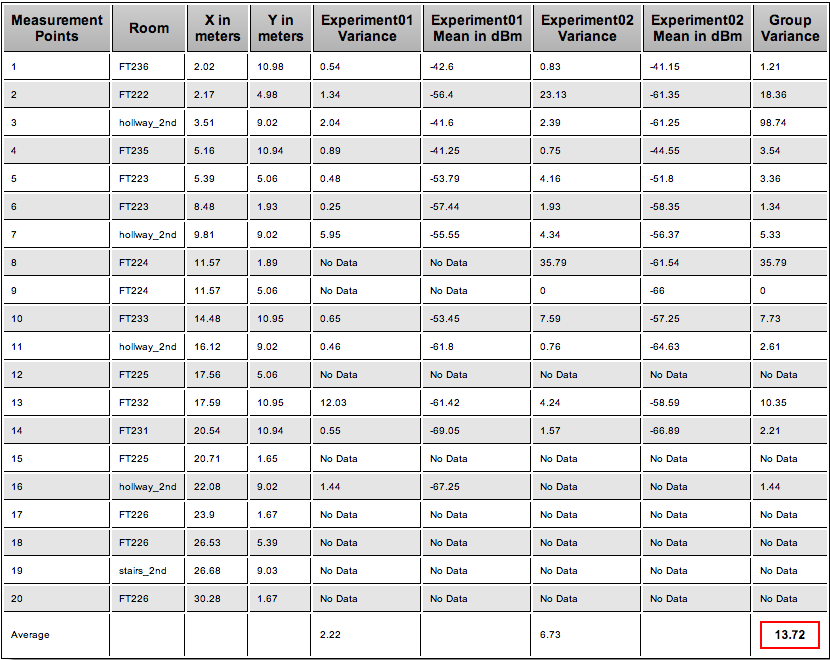 Measurement Points Room X in meters Y in meters Experiment01 Variance Experiment01 Mean in dBm Experiment02 Variance Experiment02 Mean in dBm Group Variance
1 FT236 2.02 10.98 0.54 -42.6 0.83 -41.15 1.21
2 FT222 2.17 4.98 1.34 -56.4 23.13 -61.35 18.36
3 hollway_2nd 3.51 9.02 2.04 -41.6 2.39 -61.25 98.74
4 FT235 5.16 10.94 0.89 -41.25 0.75 -44.55 3.54
5 FT223 5.39 5.06 0.48 -53.79 4.16 -51.8 3.36
6 FT223 8.48 1.93 0.25 -57.44 1.93 -58.35 1.34
7 hollway_2nd 9.81 9.02 5.95 -55.55 4.34 -56.37 5.33
8 FT224 11.57 1.89 No Data No Data 35.79 -61.54 35.79
9 FT224 11.57 5.06 No Data No Data 0 -66 0
10 FT233 14.48 10.95 0.65 -53.45 7.59 -57.25 7.73
11 hollway_2nd 16.12 9.02 0.46 -61.8 0.76 -64.63 2.61
12 FT225 17.56 5.06 No Data No Data No Data No Data No Data
13 FT232 17.59 10.95 12.03 -61.42 4.24 -58.59 10.35
14 FT231 20.54 10.94 0.55 -69.05 1.57 -66.89 2.21
15 FT225 20.71 1.65 No Data No Data No Data No Data No Data
16 hollway_2nd 22.08 9.02 1.44 -67.25 No Data No Data 1.44
17 FT226 23.9 1.67 No Data No Data No Data No Data No Data
18 FT226 26.53 5.39 No Data No Data No Data No Data No Data
19 stairs_2nd 26.68 9.03 No Data No Data No Data No Data No Data
20 FT226 30.28 1.67 No Data No Data No Data No Data No Data
Average 2.22 6.73 13.72